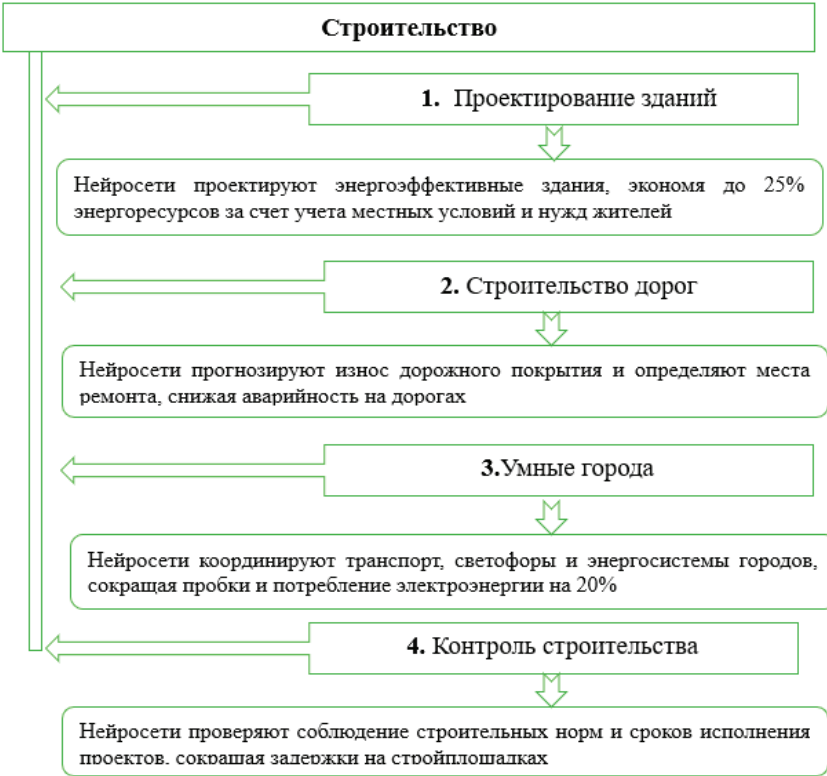 Строительство
1. Проектирование зданий
Нейросети проектируют энергоэффективные здания, экономя до 25%
энергоресурсов за счет учета местных условий и нужд жителей
2. Строительство дорог
Нейросети прогнозируют износ дорожного покрытия и определяют места
ремонта, снижая аварийность на дорогах
3.Умные города
Нейросети координируют транспорт, светофоры и энергосистемы городов,
сокращая пробки и потребление электроэнергии на 20%
4. Контроль строительства
Нейросети проверяют соблюдение строительных норм и сроков исполнения
проектов, сокращая задержки на стройплощадках